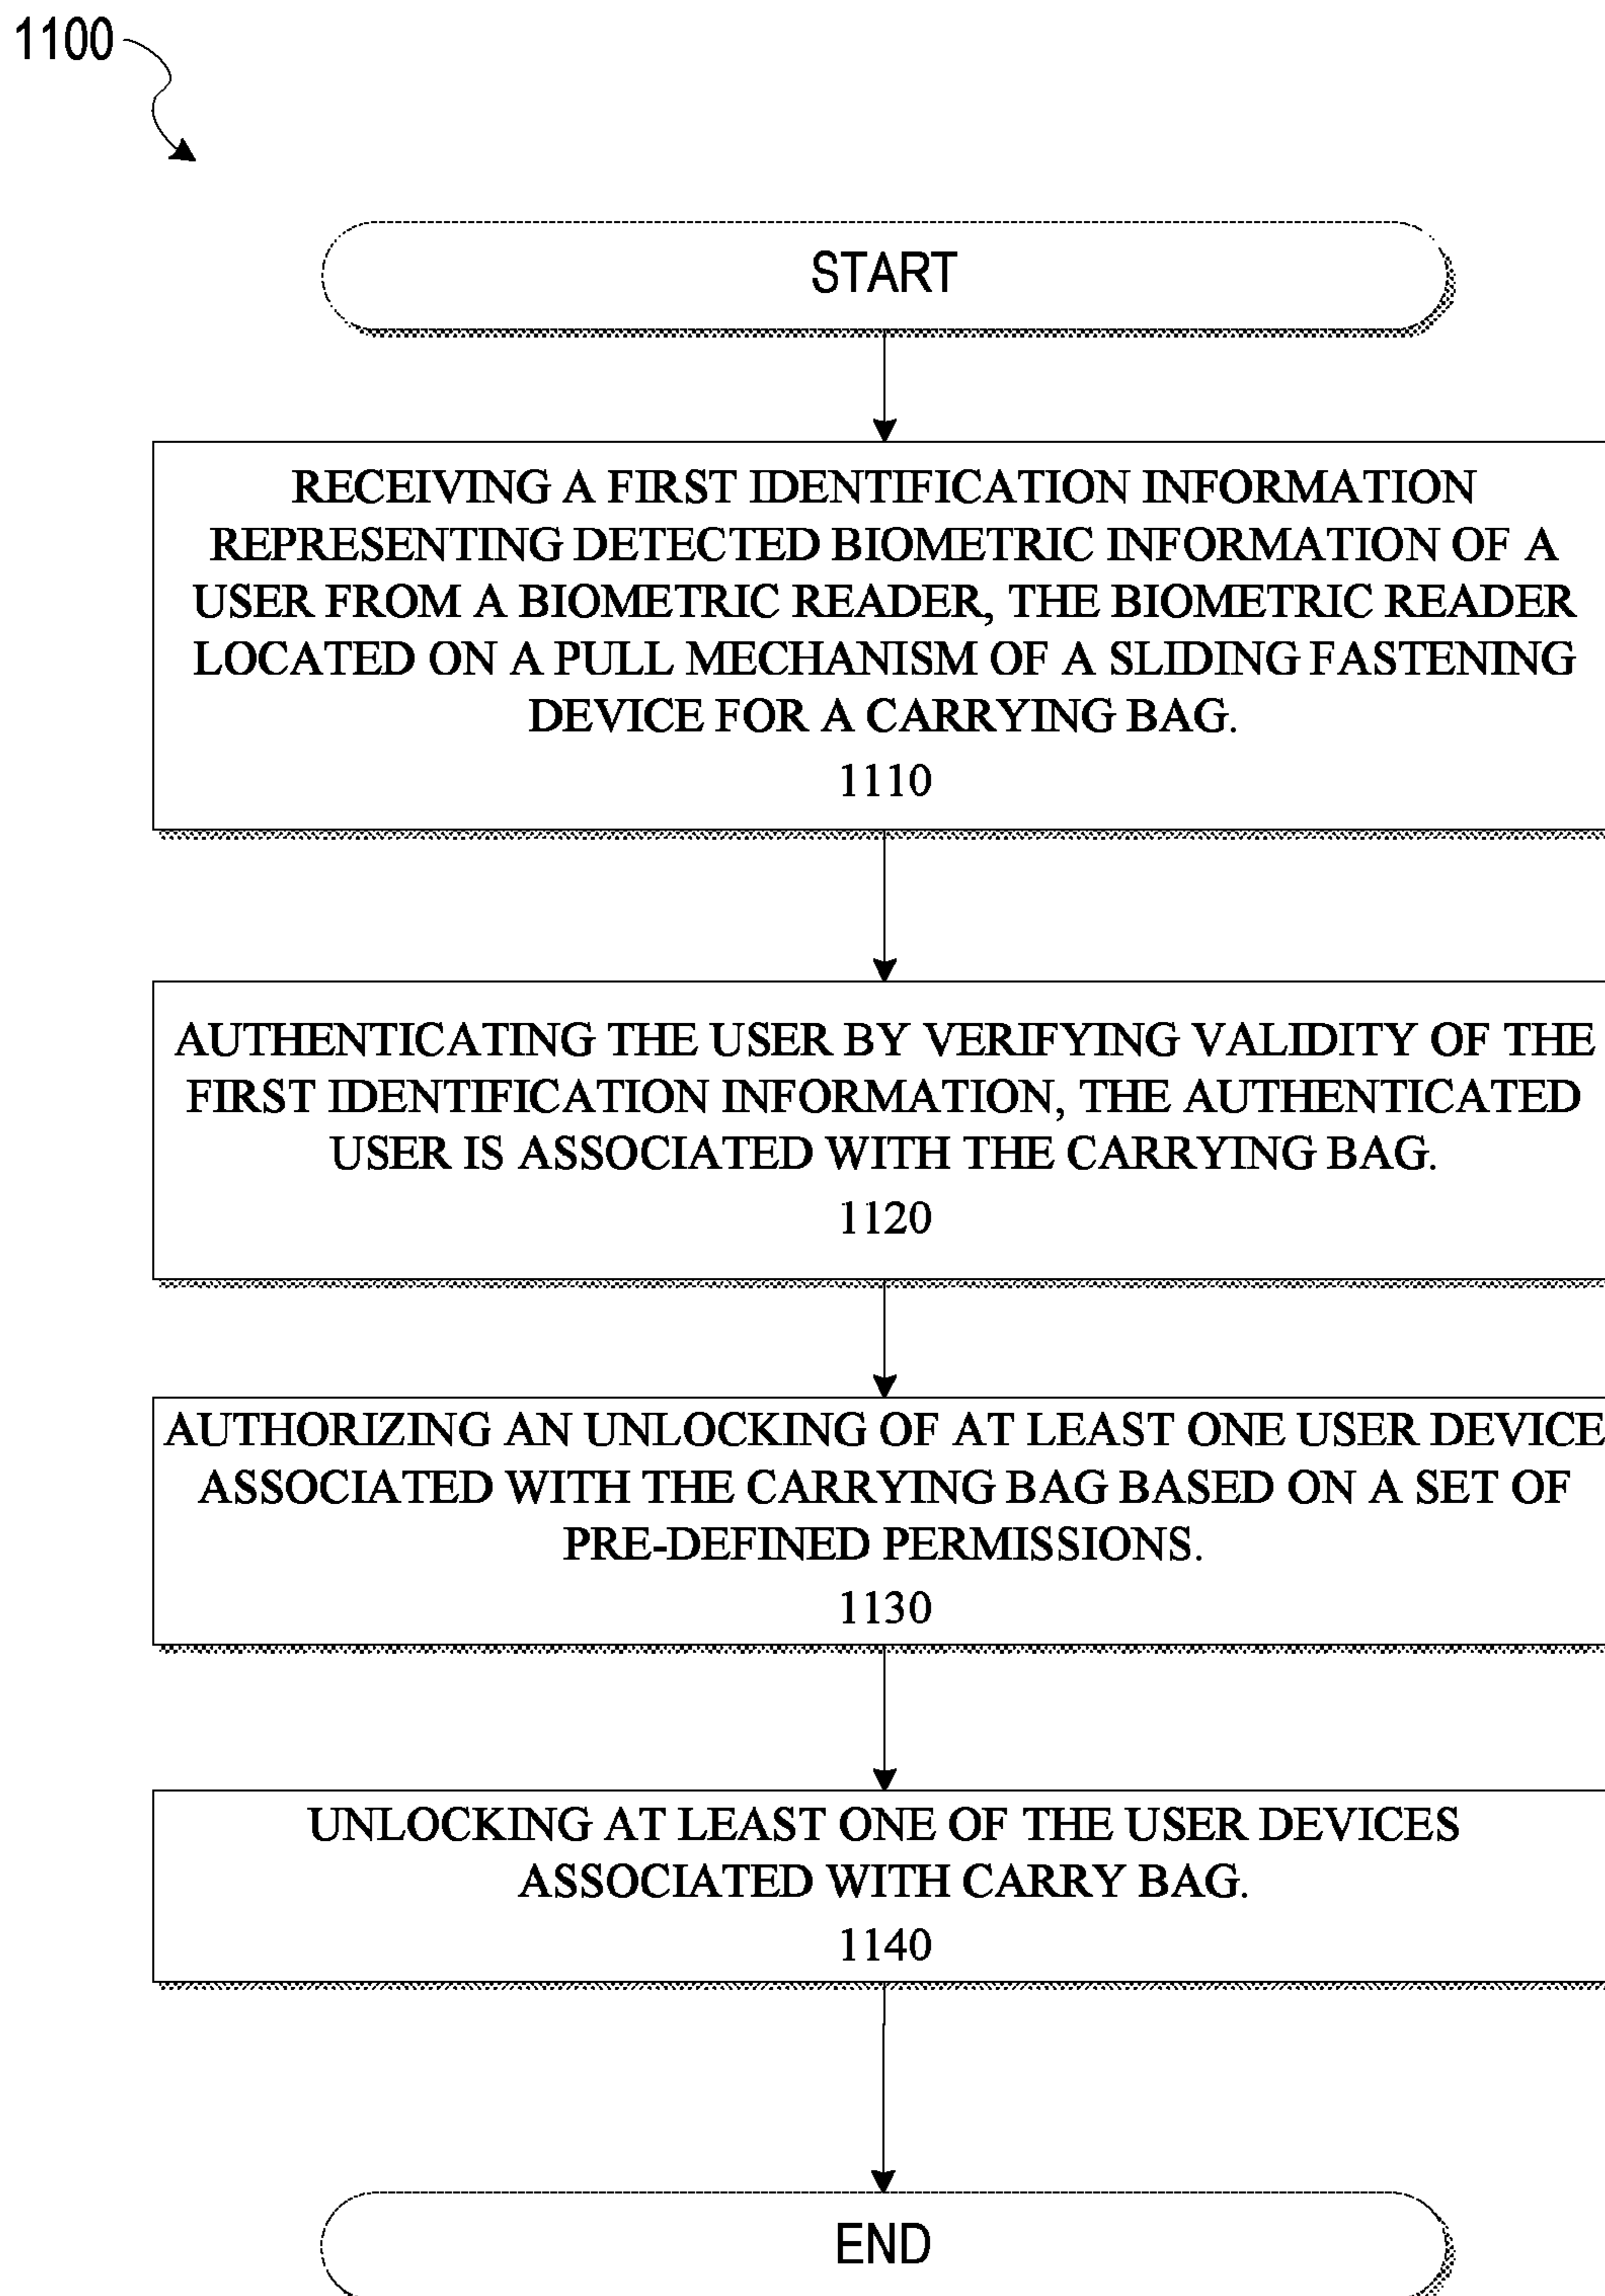 1100
START
RECEIVING A FIRST IDENTIFICATION INFORMATION
REPRESENTING DETECTED BIOMETRIC INFORMATION OF A
USER FROM A BIOMETRIC READER, THE BIOMETRIC READER
LOCATED ON A PULL MECHANISM OF A SLIDING FASTENING
DEVICE FOR A CARRYING BAG.
1110
AUTHENTICATING THE USER BY VERIFYING VALIDITY OF THE
FIRST IDENTIFICATION INFORMATION, THE AUTHENTICATED
USER IS ASSOCIATED WITH THE CARRYING BAG.
1120
AUTHORIZING AN UNLOCKING OF AT LEAST ONE USER DEVICE
ASSOCIATED WITH THE CARRYING BAG BASED ON A SET OF
PRE-DEFINED PERMISSIONS.
1130
UNLOCKING AT LEAST ONE OF THE USER DEVICES
ASSOCIATED WITH CARRY BAG.
1140
END